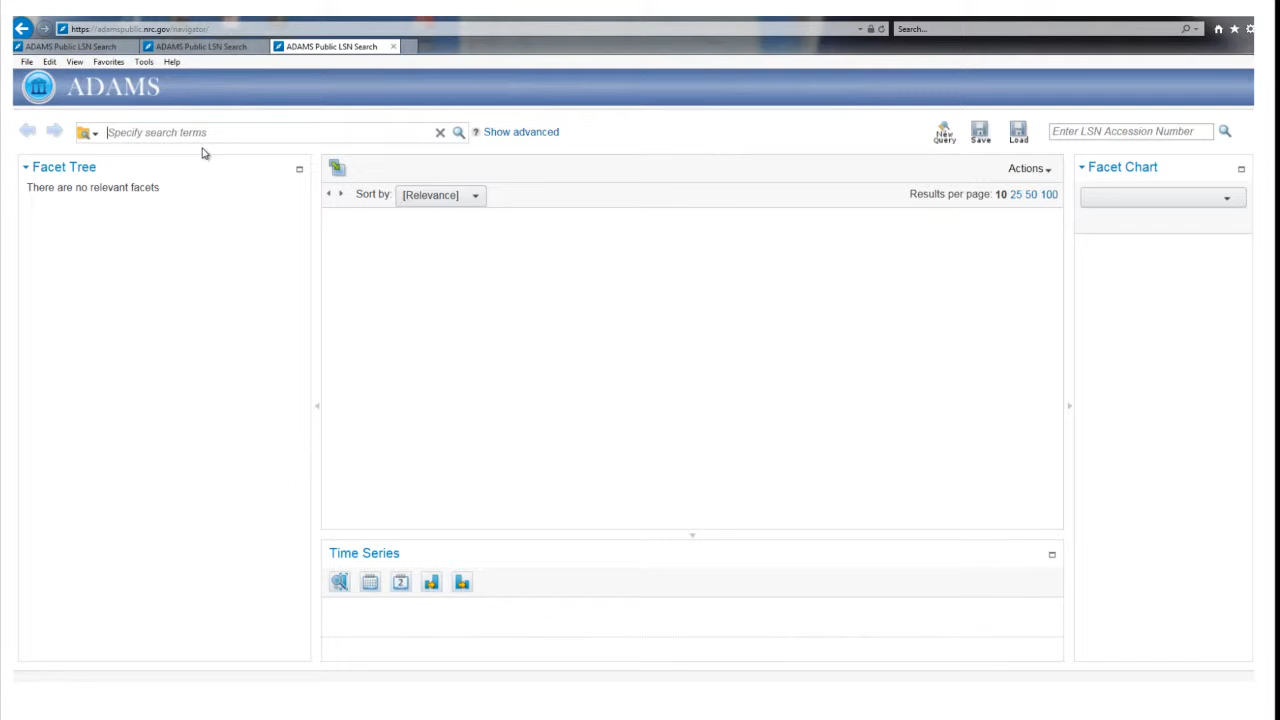 https://adamspublic.nrc.gov/navigator/
Search...
ADAMS Public LSN Search
ADAMS Public LSN Search
ADAMS Public LSN Search
File Edit View Favorites Tools Help
ADAMS
Specify search terms
? Show advanced
New Query
Save
Load
Enter LSN Accession Number
Facet Tree
There are no relevant facets
Actions
Sort by: [Relevance]
Results per page: 10 25 50 100
Facet Chart
Time Series
2